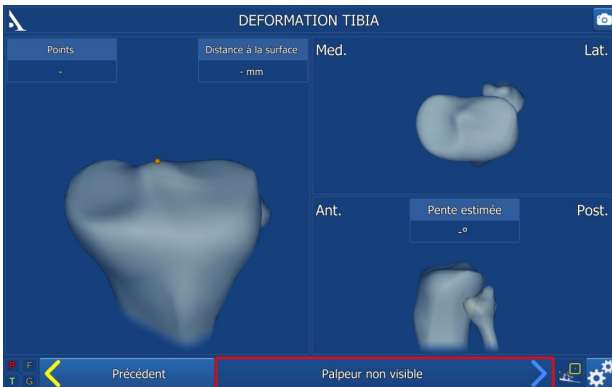 DEFORMATION TIBIA
Points
-
Distance à la surface
- mm
Med.
Lat.
Ant.
Pente estimée
-°
Post.
P F
T G
Précédent
Palpeur non visible